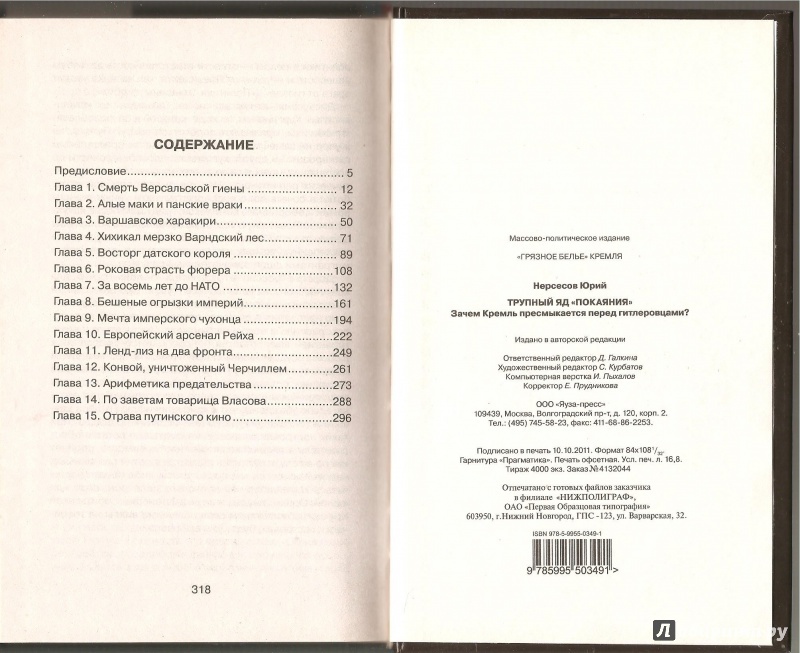 СОДЕРЖАНИЕ
Предисловие.................................................. 5
Глава 1. Смерть Версальской гиены ................... 12
Глава 2. Алые маки и панские враки ................... 32
Глава 3. Варшавское харакири.......................... 50
Глава 4. Хихикал мерзко Варндский лес............... 71
Глава 5. Восторг датского короля ...................... 89
Глава 6. Роковая страсть фюрера ..................... 108
Глава 7. За восемь лет до НАТО ....................... 132
Глава 8. Бешеные огрызки империй................... 161
Глава 9. Мечта имперского чухонца ................... 194
Глава 10. Европейский арсенал Рейха ................ 222
Глава 11. Ленд-лиз на два фронта..................... 249
Глава 12. Конвой, уничтоженный Черчиллем ........ 261
Глава 13. Арифметика предательства ................. 273
Глава 14. По заветам товарища Власова ............. 288
Глава 15. Отрава путинского кино ..................... 296
318
Массово-политическое издание
«ГРЯЗНОЕ БЕЛЬЕ» КРЕМЛЯ
Нерсесов Юрий
ТРУПНЫЙ ЯД «ПОКАЯНИЯ»
Зачем Кремль пресмыкается перед гитлеровцами?
Издано в авторской редакции
Ответственный редактор Д. Галкина
Художественный редактор С. Курбатов
Компьютерная верстка И. Пыхалов
Корректор Е. Прудникова
ООО «Яуза-пресс»
109439, Москва, Волгоградский пр-т, д. 120, корп. 2.
Тел.: (495) 745-58-23, факс: 411-68-86-2253.
Подписано в печать 10.10.2011. Формат 84x108 1/32.
Гарнитура «Прагматика». Печать офсетная. Усл. печ. л. 16,8.
Тираж 4000 экз. Заказ № 4132044
Отпечатано с готовых файлов заказчика
в филиале «НИЖПОЛИГРАФ»,
ОАО «Первая Образцовая типография»
603950, г.Нижний Новгород, ГПС -123, ул. Варварская, 32.
ISBN 978-5-9955-0349-1
9 785995 503491 >